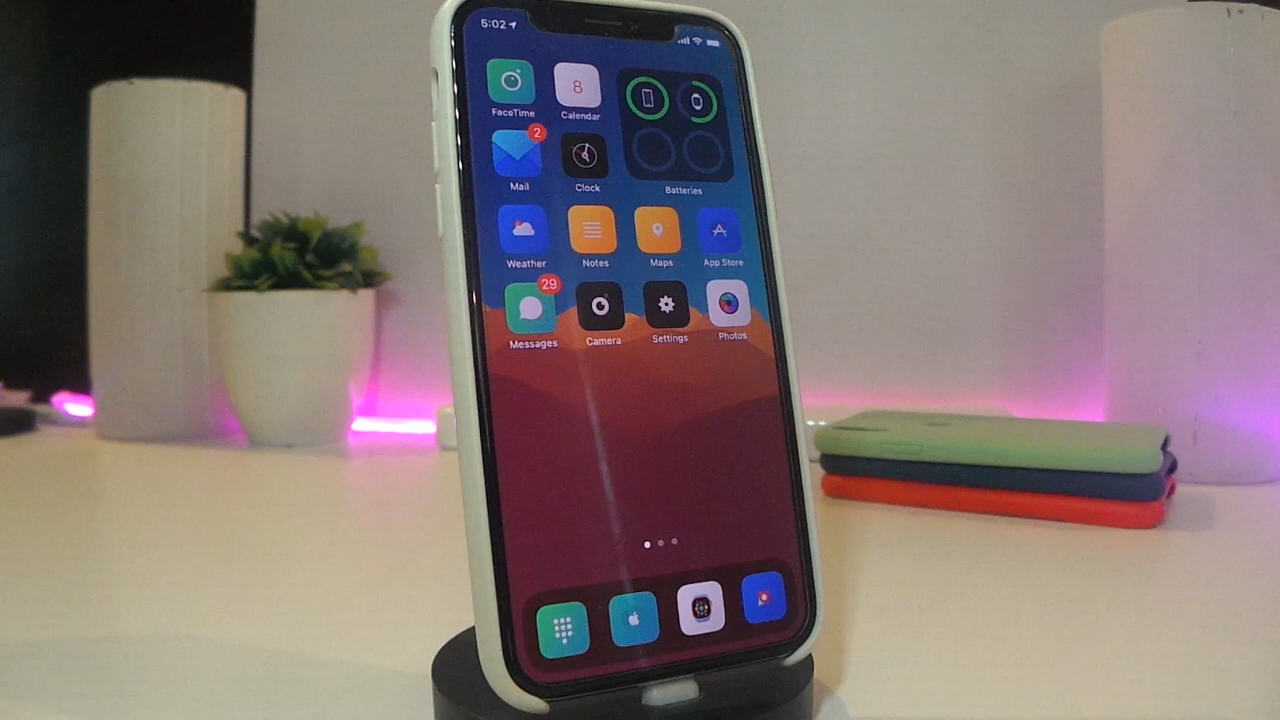 5:02
FaceTime
8
Calendar
2
Mail
Clock
Batteries
Weather
Notes
Maps
App Store
29
Messages
Camera
Settings
Photos